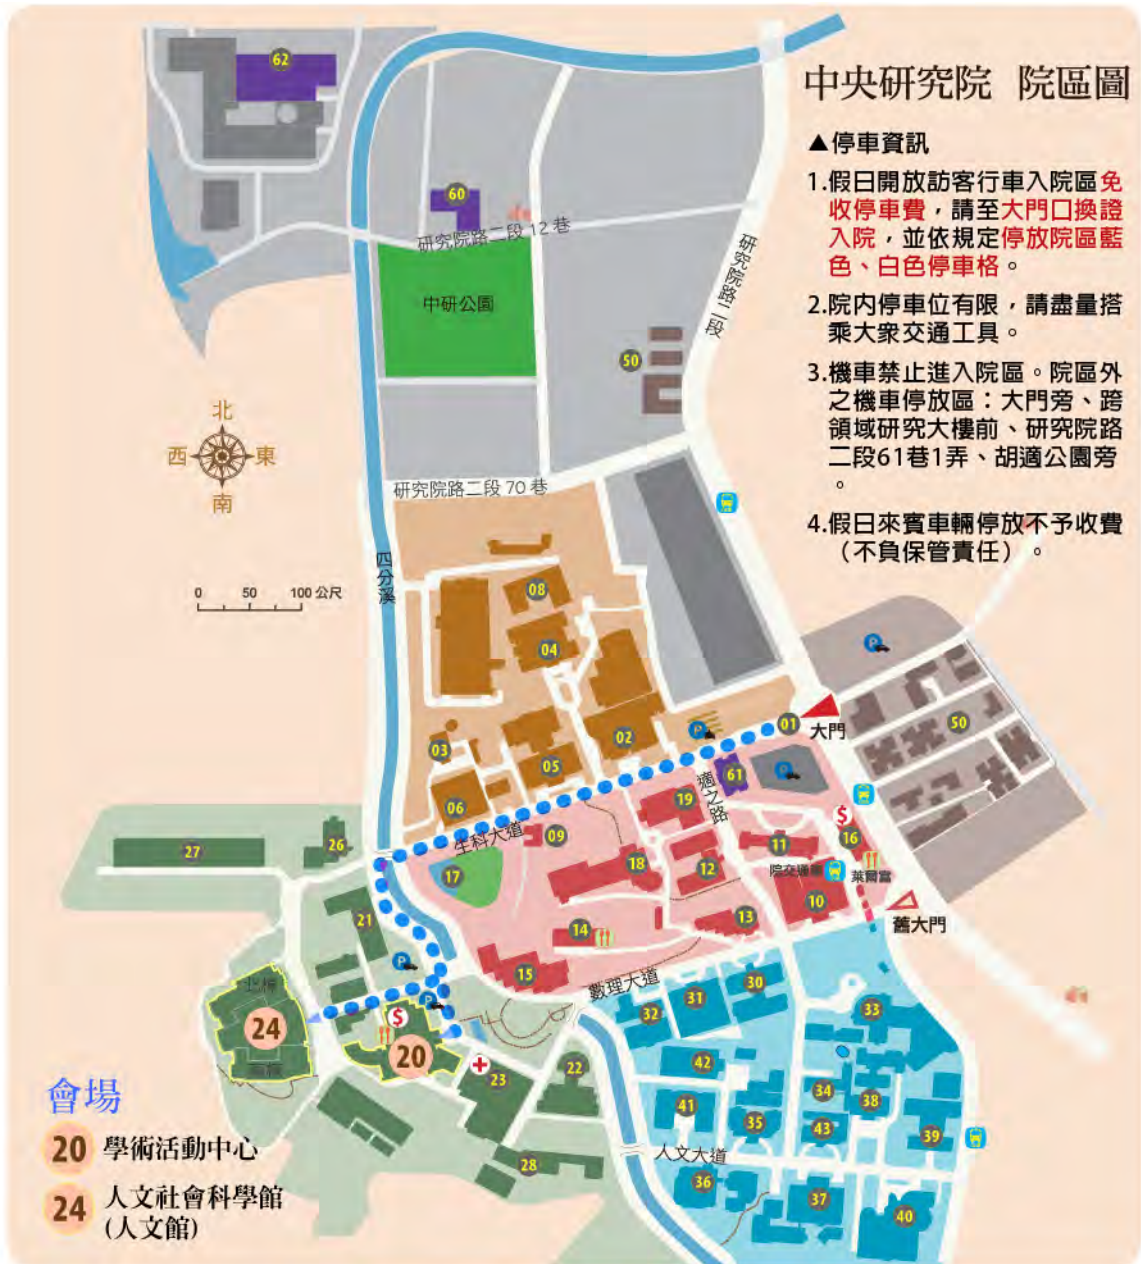 中央研究院 院區圖
▲停車資訊
1.假日開放訪客行車入院區免
收停車費，請至大門口換證
入院，並依規定停放院區藍
色、白色停車格。
2.院內停車位有限，請盡量搭
乘大眾交通工具。
3.機車禁止進入院區。院區外
之機車停放區：大門旁、跨
領域研究大樓前、研究院路
二段61巷1弄、胡適公園旁
。
4.假日來賓車輛停放不予收費
（不負保管責任）。
62
60
研究院路二段 12 巷
研究院路二段
中研公園
50
北
西 東
南
研究院路二段 70 巷
四分溪
0 50 100 公尺
08
04
03
02
05
06
P
01
大門
P
50
61
P
適之路
19
生科大道
09
$
16
11
27
26
17
18
12
院交通車
萊爾富
10
舊大門
21
14
13
15
數理大道
P
P
北棟
24
南棟
$
20
23
22
28
30
31
32
33
42
34
38
41
35
43
39
人文大道
36
37
40
會場
20 學術活動中心
24 人文社會科學館
(人文館)